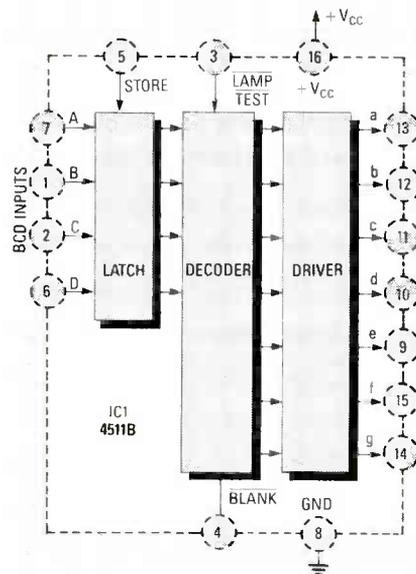 + VCC
5
3
16
STORE
LAMP
TEST
+ VCC
7
A
a
13
1
B
b
12
BCD INPUTS
2
C
c
11
LATCH
DECODER
DRIVER
6
D
d
10
e
9
IC1
4511B
f
15
g
14
BLANK
GND
4
8